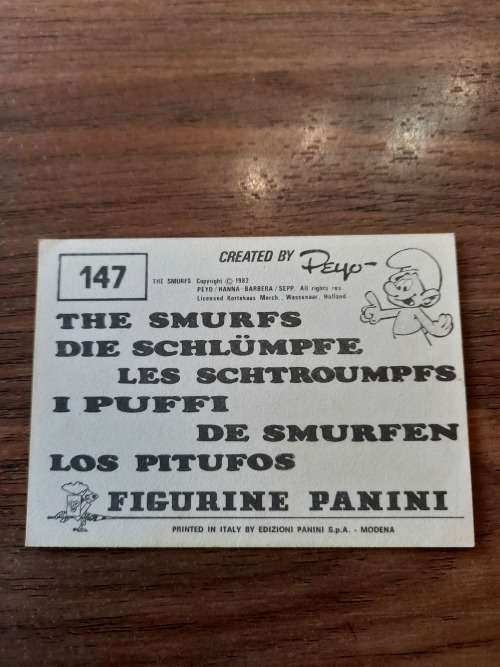 147
CREATED BY Peyo
THE SMURFS Copyright © 1982
PEYO/HANNA-BARBERA/SEPP. All rights res
Licensed Kortekaas Merch., Wassenaar, Holland
THE SMURFS
DIE SCHLÜMPFE
LES SCHTROUMPFS
I PUFFI
DE SMURFEN
LOS PITUFOS
FIGURINE PANINI
PRINTED IN ITALY BY EDIZIONI PANINI S.p.A. - MODENA